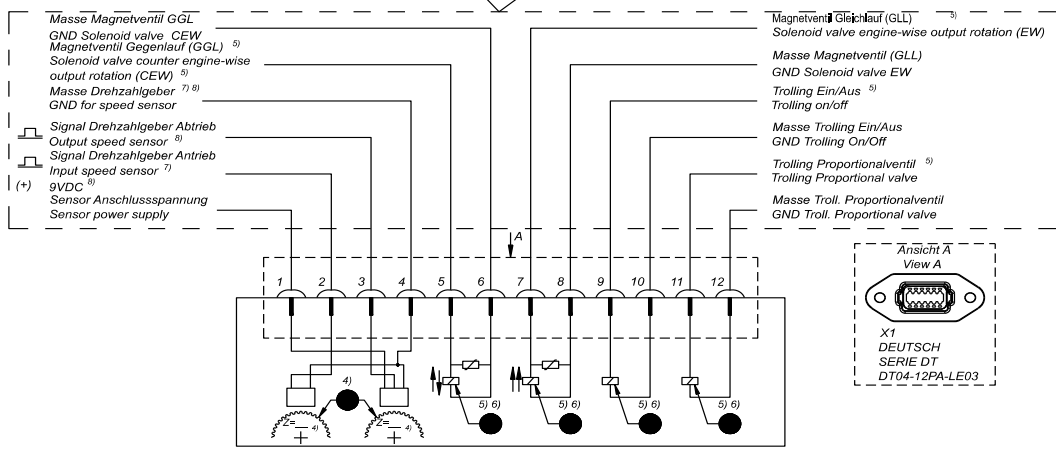 Masse Magnetventil GGL
GND Solenoid valve CEW
Magnetventil Gegenlauf (GGL) 5)
Solenoid valve counter engine-wise
output rotation (CEW) 5)
Masse Drehzahlgeber 7) 8)
GND for speed sensor
Signal Drehzahlgeber Abtrieb
Output speed sensor 8)
Signal Drehzahlgeber Antrieb
Input speed sensor 7)
(+) 9VDC 8)
Sensor Anschlussspannung
Sensor power supply
Magnetventil Gleichlauf (GLL) 5)
Solenoid valve engine-wise output rotation (EW)
Masse Magnetventil (GLL)
GND Solenoid valve EW
Trolling Ein/Aus 5)
Trolling on/off
Masse Trolling Ein/Aus
GND Trolling On/Off
Trolling Proportionalventil 5)
Trolling Proportional valve
Masse Troll. Proportionalventil
GND Troll. Proportional valve
A
1 2 3 4 5 6 7 8 9 10 11 12
Ansicht A
View A
X1
DEUTSCH
SERIE DT
DT04-12PA-LE03
4)
5) 6) 5) 6) 5) 6) 5) 6)
Z=__ 4) Z=__ 4)